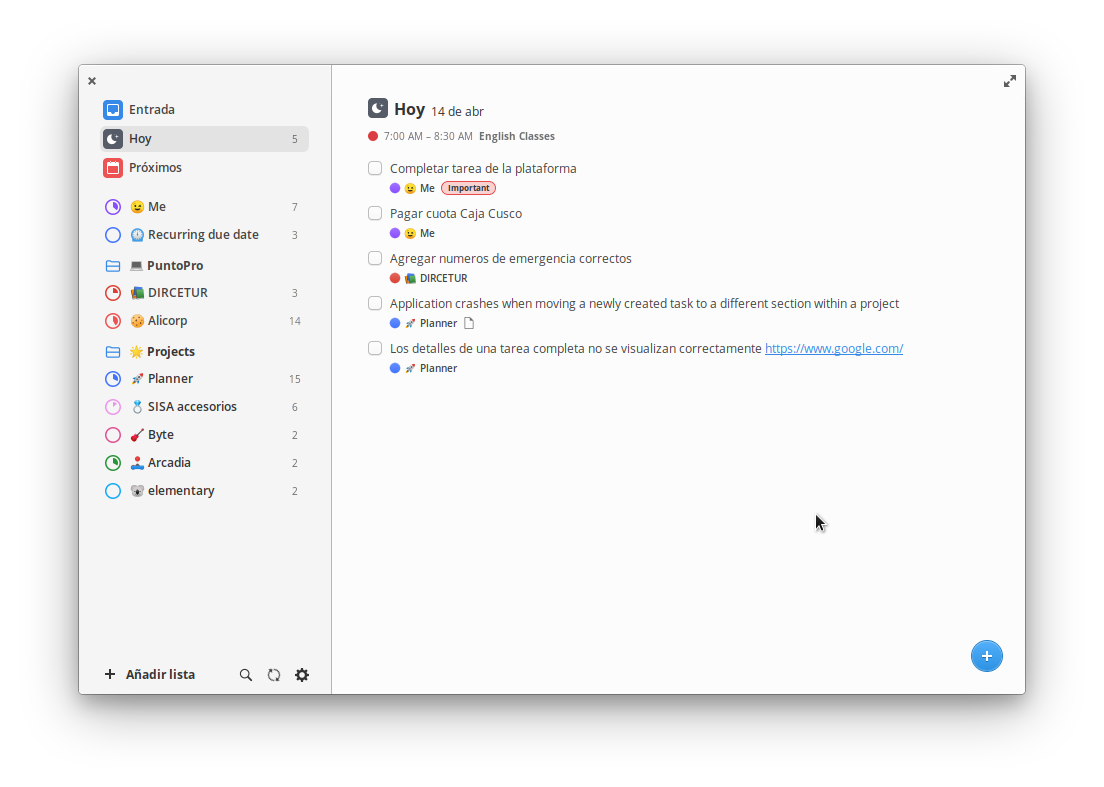 Entrada
Hoy 5
Próximos
Me 7
Recurring due date 3
PuntoPro
DIRCETUR 3
Alicorp 14
Projects
Planner 15
SISA accesorios 6
Byte 2
Arcadia 2
elementary 2
Añadir lista
Hoy 14 de abr
7:00 AM – 8:30 AM English Classes
Completar tarea de la plataforma
Me Important
Pagar cuota Caja Cusco
Me
Agregar numeros de emergencia correctos
DIRCETUR
Application crashes when moving a newly created task to a different section within a project
Planner
Los detalles de una tarea completa no se visualizan correctamente https://www.google.com/
Planner